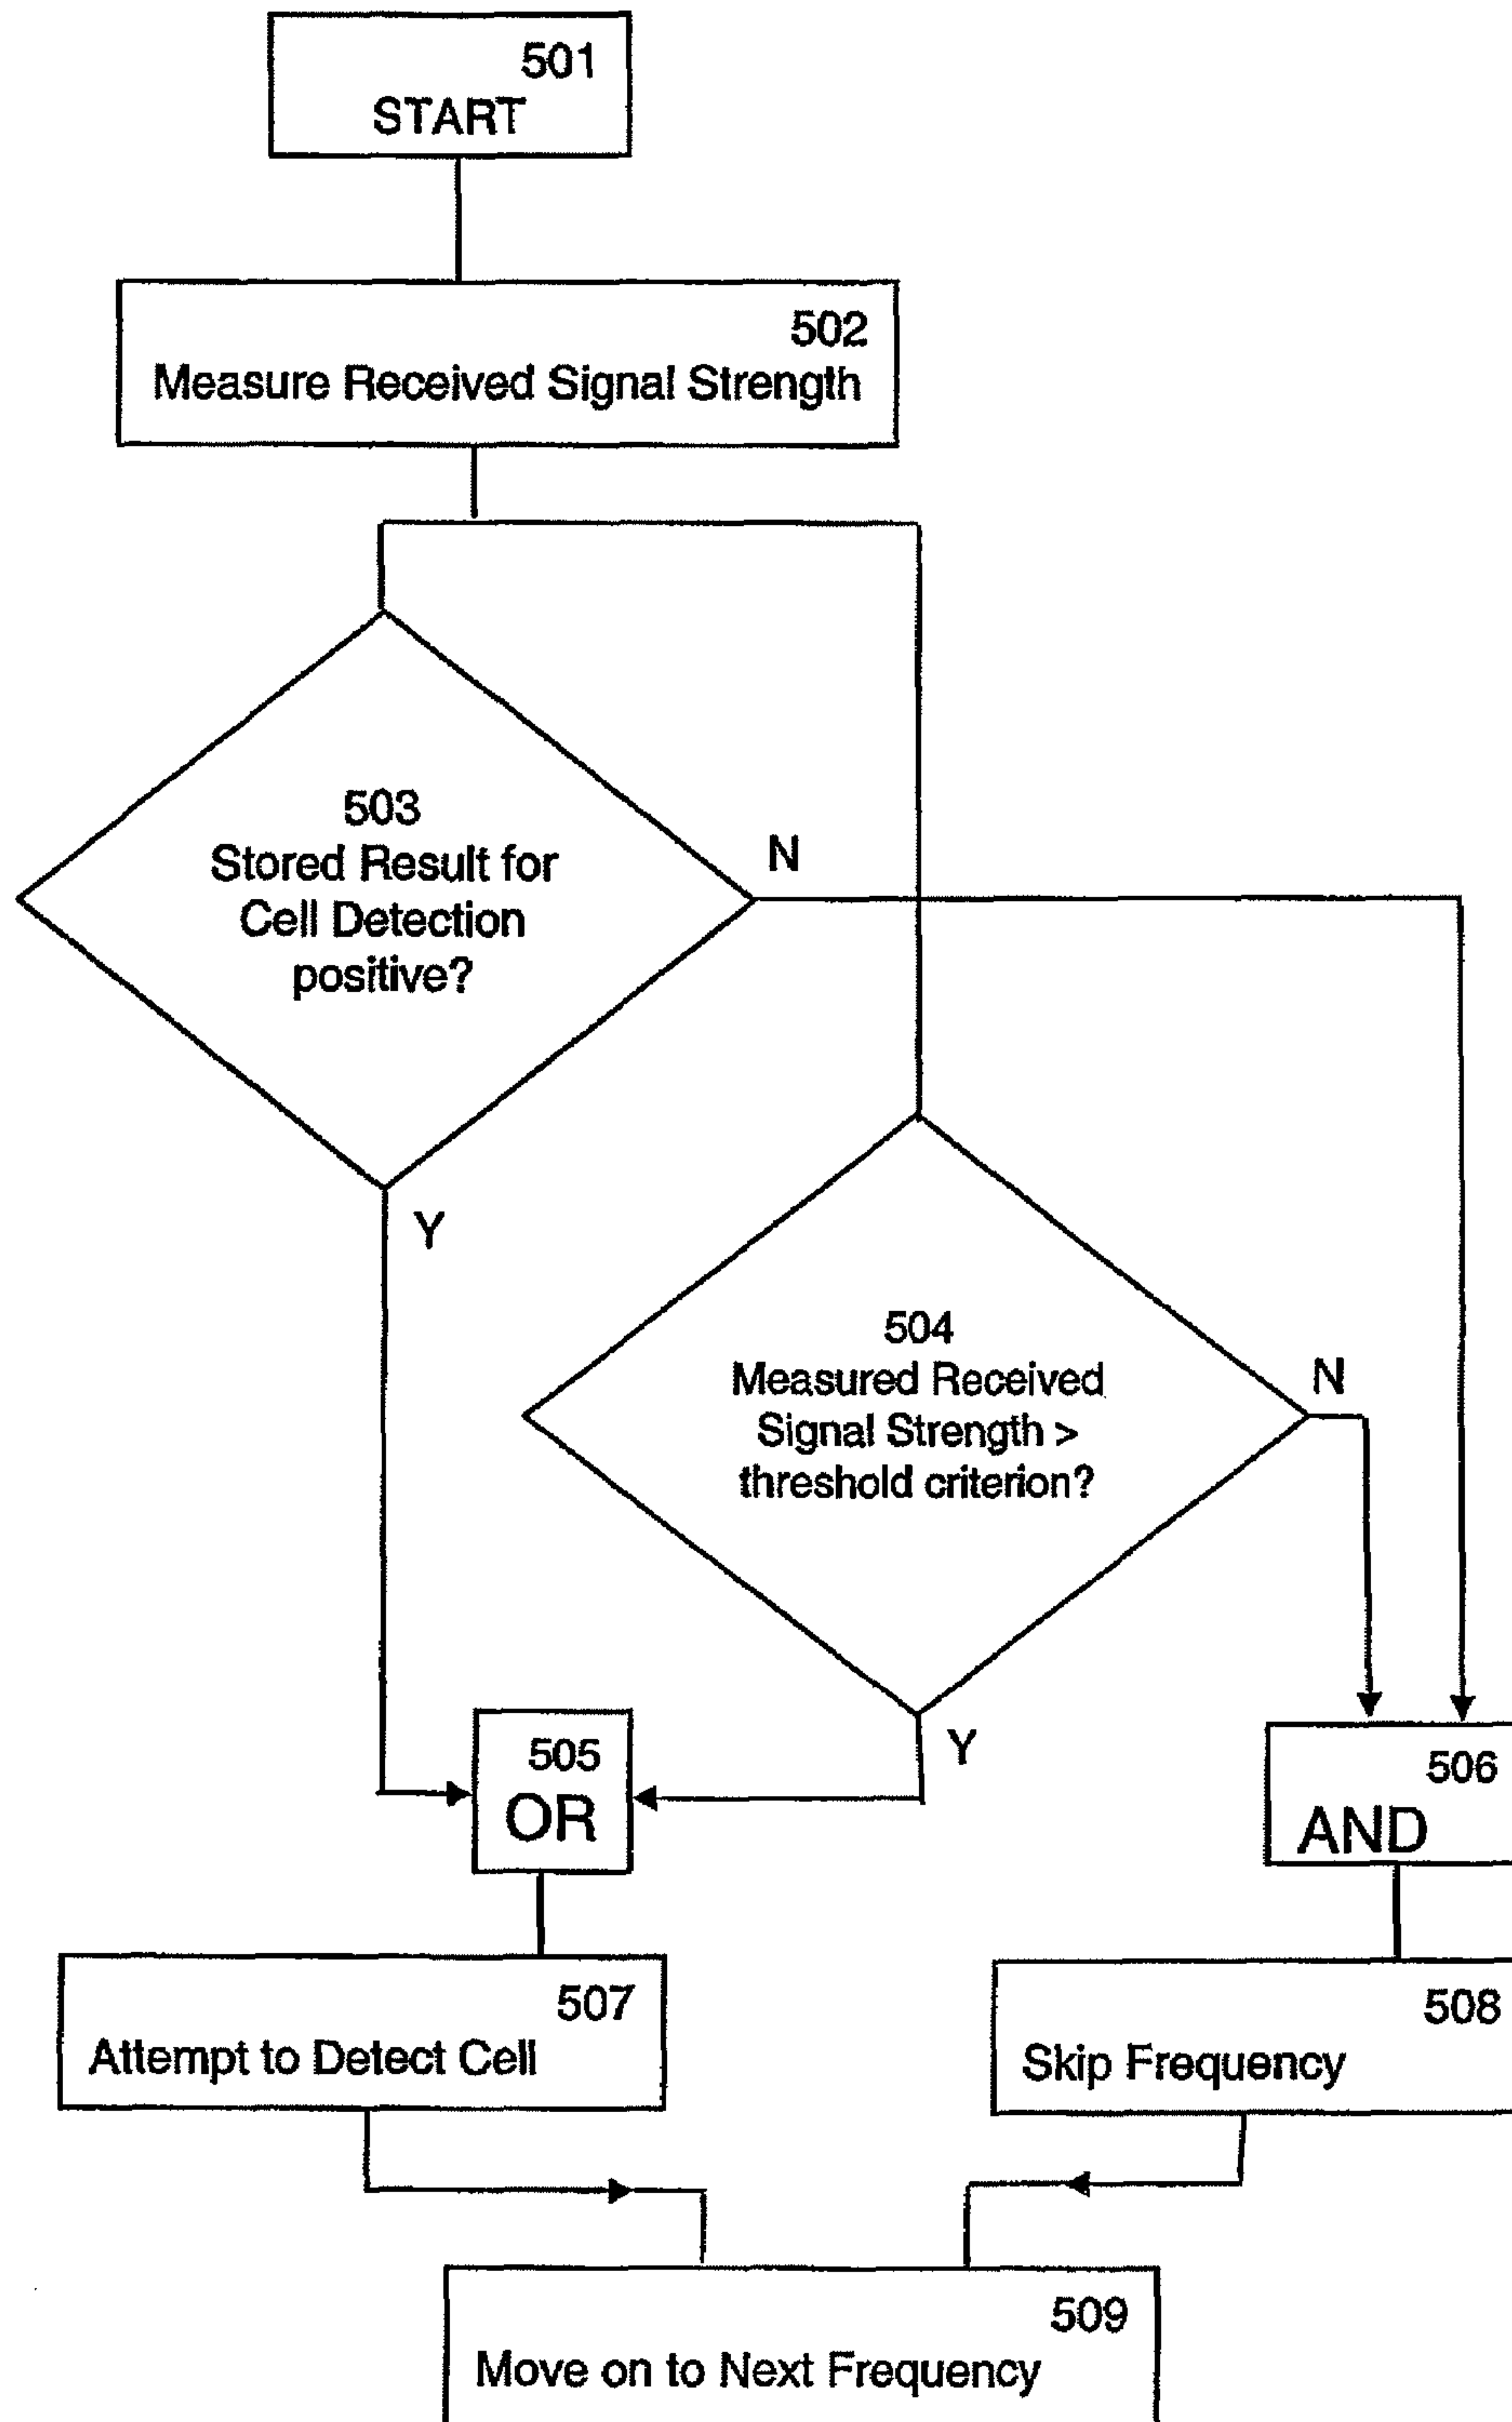 501
START
502
Measure Received Signal Strength
503
Stored Result for
Cell Detection
positive?
N
Y
504
Measured Received
Signal Strength >
threshold criterion?
N
Y
505
OR
506
AND
507
Attempt to Detect Cell
508
Skip Frequency
509
Move on to Next Frequency